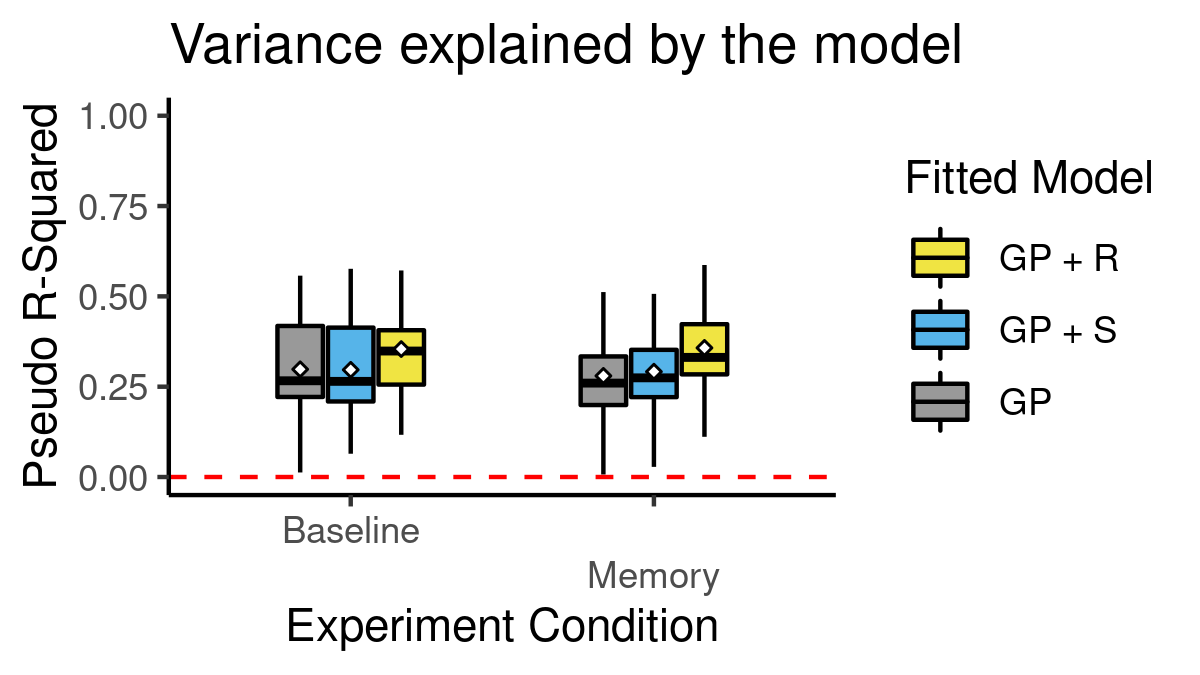 Variance explained by the model
Pseudo R-Squared
1.00
0.75
0.50
0.25
0.00
Baseline
Memory
Experiment Condition
Fitted Model
GP + R
GP + S
GP